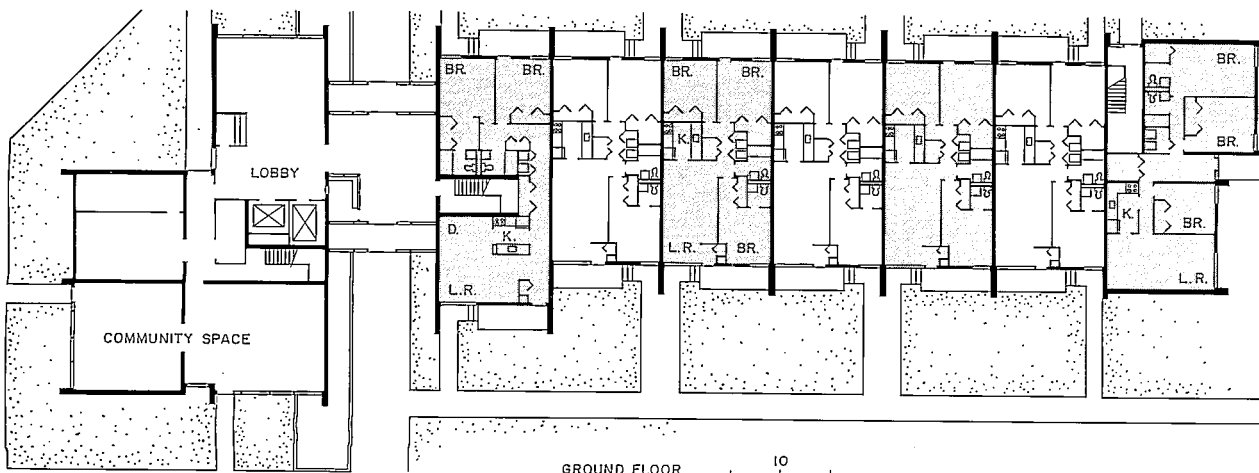 BR.
BR.
BR.
BR.
BR.
LOBBY
K.
BR.
K.
BR.
D.
K.
L.R.
BR.
L.R.
L.R.
COMMUNITY SPACE
GROUND FLOOR
10